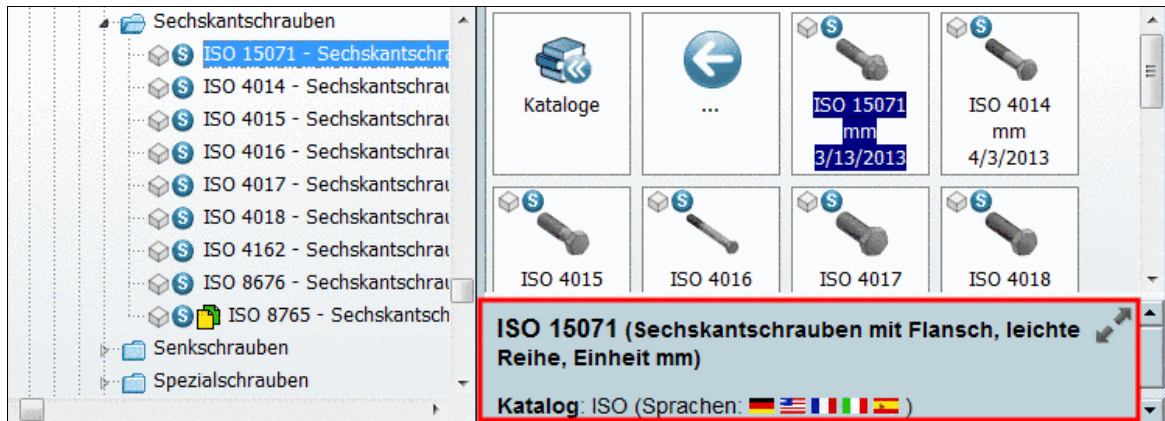 Sechskantschrauben
S ISO 15071 - Sechskantschra
S ISO 4014 - Sechskantschrau
S ISO 4015 - Sechskantschrau
S ISO 4016 - Sechskantschrau
S ISO 4017 - Sechskantschrau
S ISO 4018 - Sechskantschrau
S ISO 4162 - Sechskantschrau
S ISO 8676 - Sechskantschrau
S ISO 8765 - Sechskantsch
Senkschrauben
Spezialschrauben
Kataloge
...
S
ISO 15071
mm
3/13/2013
S
ISO 4014
mm
4/3/2013
S
ISO 4015
S
ISO 4016
S
ISO 4017
S
ISO 4018
ISO 15071 (Sechskantschrauben mit Flansch, leichte
Reihe, Einheit mm)
Katalog: ISO (Sprachen: )